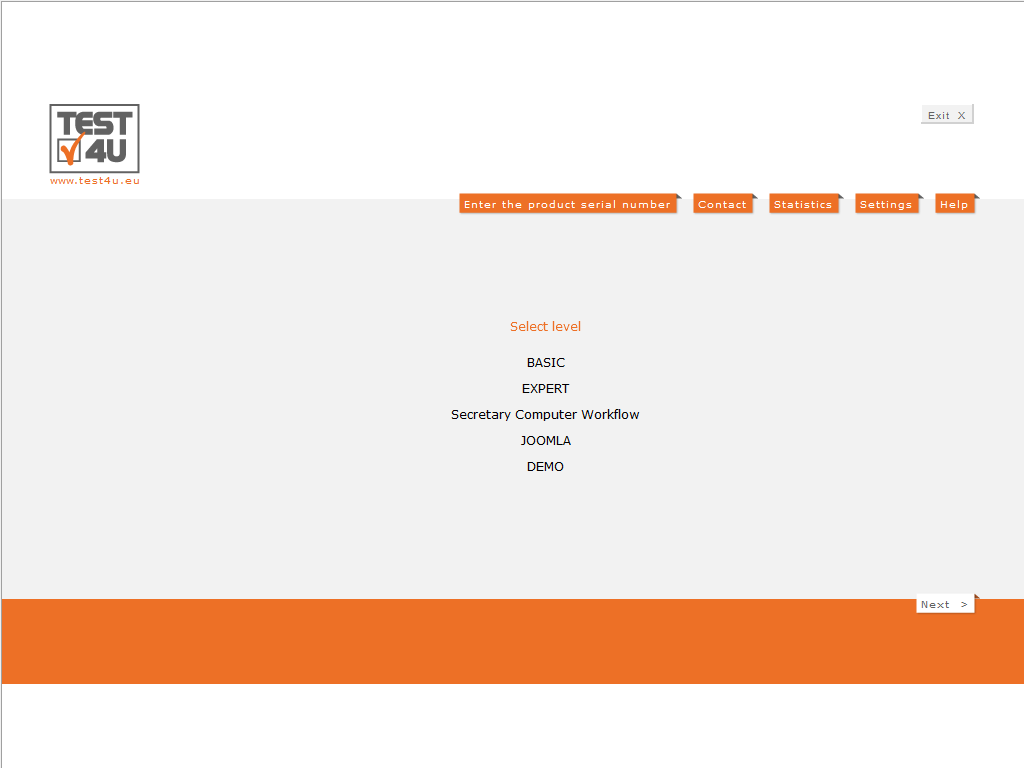 TEST
4U
www.test4u.eu
Exit X
Enter the product serial number
Contact
Statistics
Settings
Help
Select level
BASIC
EXPERT
Secretary Computer Workflow
JOOMLA
DEMO
Next >